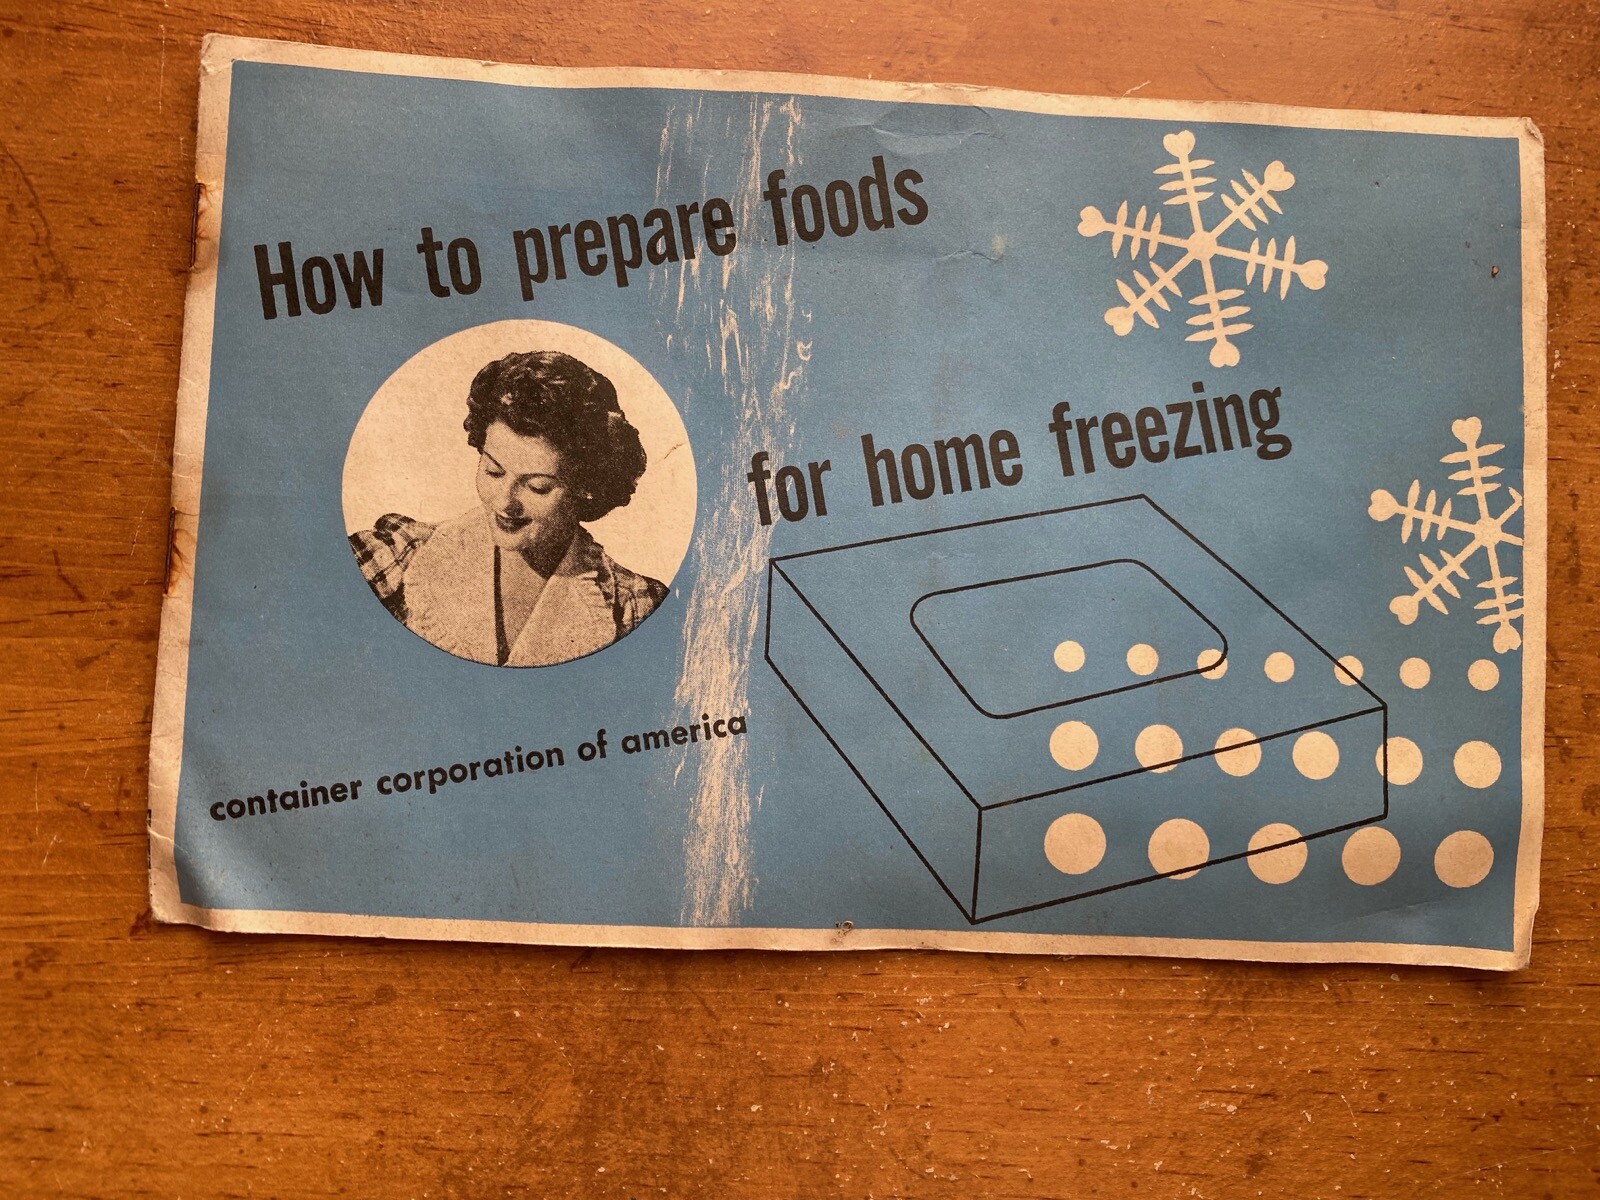 How to prepare foods
for home freezing
container corporation of america